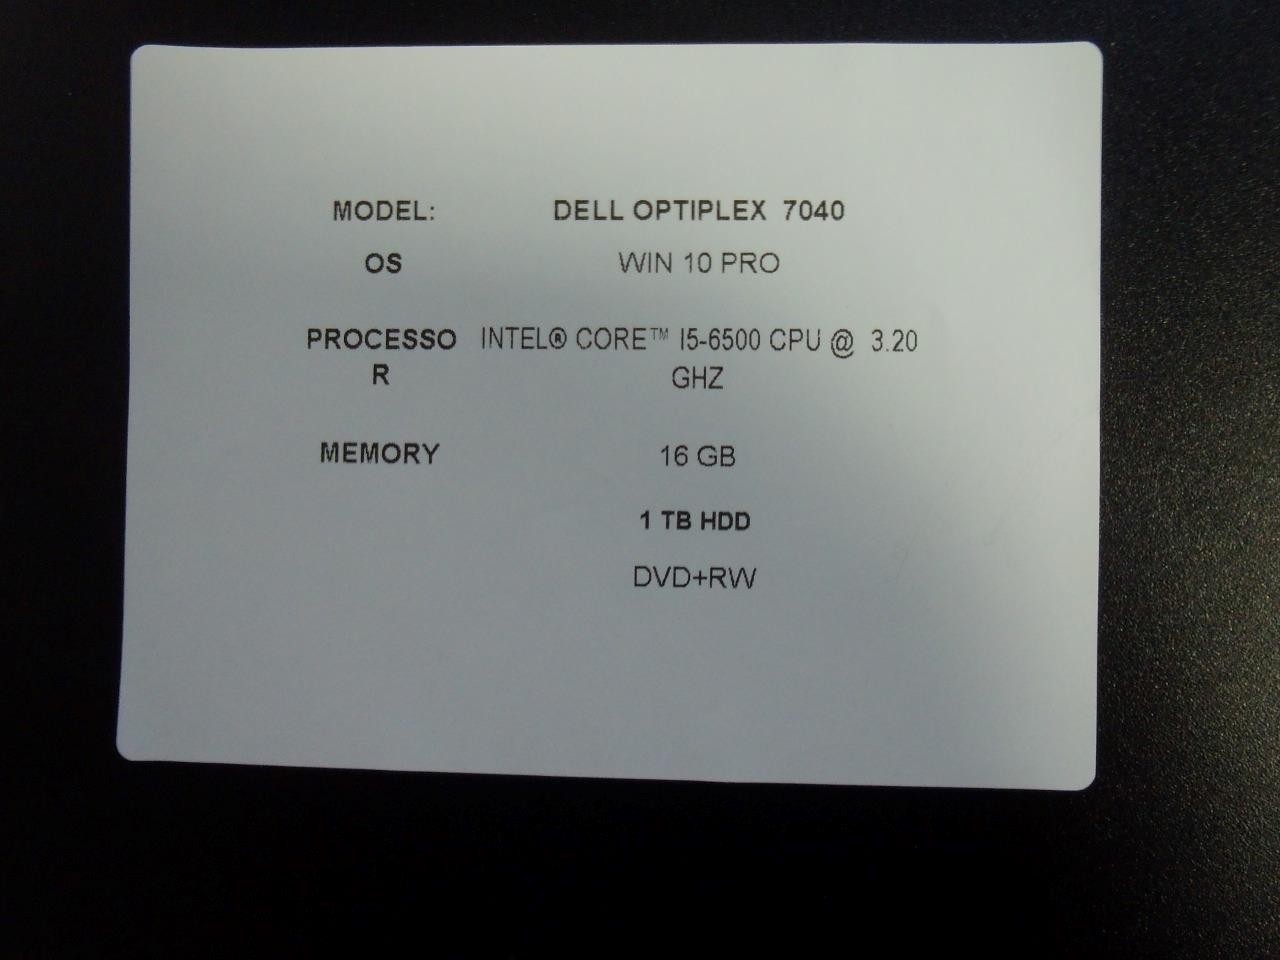 MODEL: DELL OPTIPLEX 7040
OS WIN 10 PRO
PROCESSO INTEL® CORE™ I5-6500 CPU @ 3.20
R GHZ
MEMORY 16 GB
1 TB HDD
DVD+RW